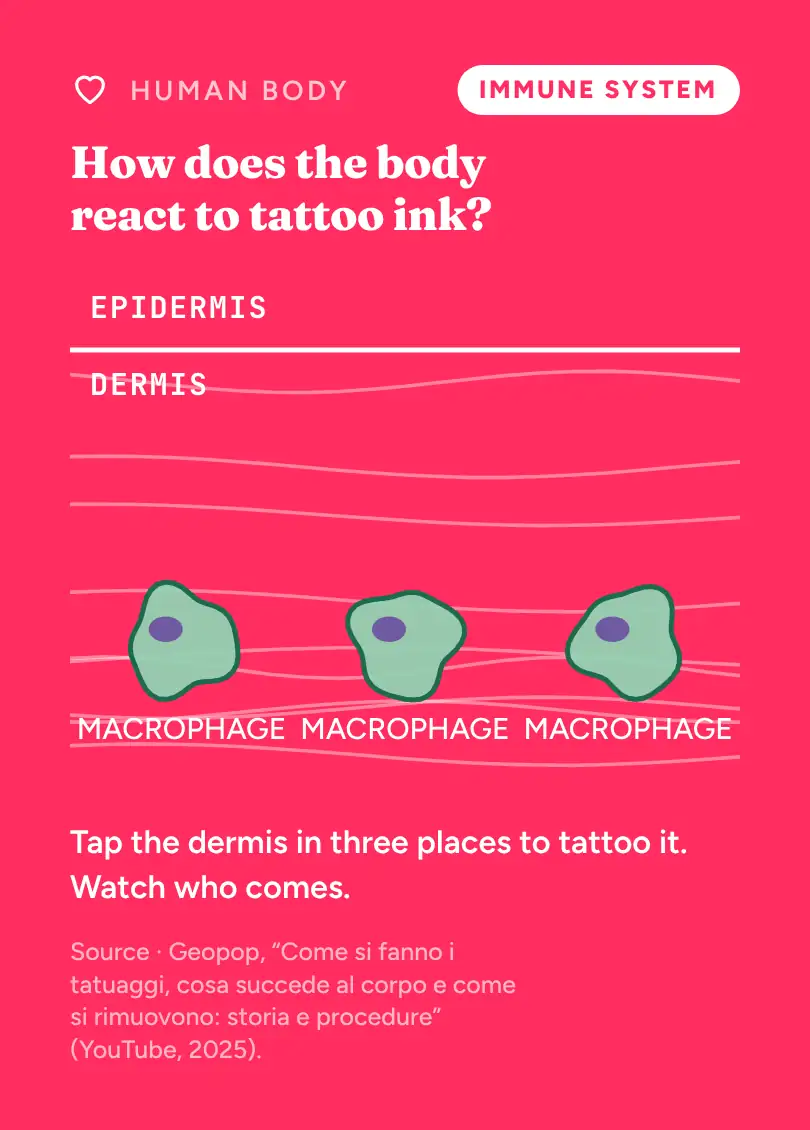 HUMAN BODY
IMMUNE SYSTEM
How does the body
react to tattoo ink?
EPIDERMIS
DERMIS
MACROPHAGE MACROPHAGE MACROPHAGE
Tap the dermis in three places to tattoo it.
Watch who comes.
Source · Geopop, “Come si fanno i
tatuaggi, cosa succede al corpo e come
si rimuovono: storia e procedure”
(YouTube, 2025).